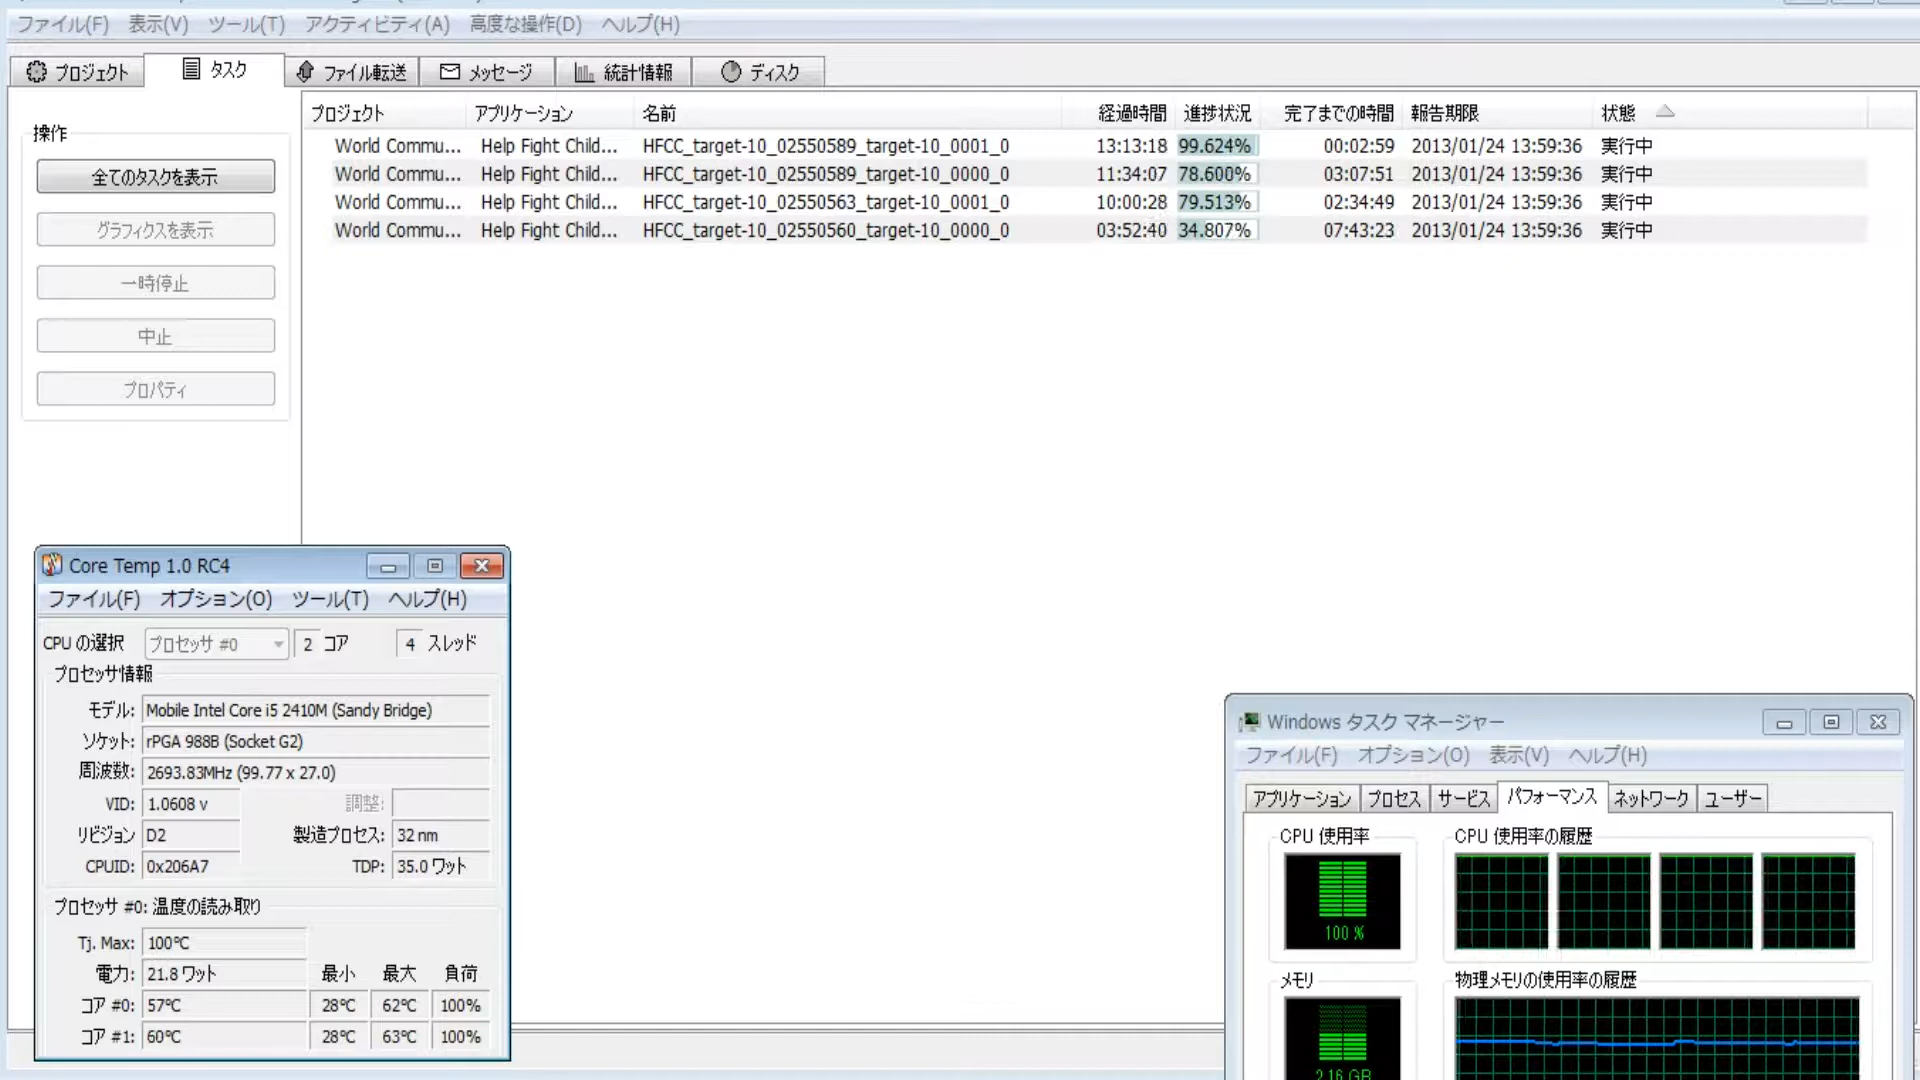 ファイル(F) 表示(V) ツール(T) アクティビティ(A) 高度な操作(D) ヘルプ(H)
プロジェクト タスク ファイル転送 メッセージ 統計情報 ディスク
プロジェクト アプリケーション 名前 経過時間 進捗状況 完了までの時間 報告期限 状態
World Commu... Help Fight Child... HFCC_target-10_02550589_target-10_0001_0 13:13:18 99.624% 00:02:59 2013/01/24 13:59:36 実行中
World Commu... Help Fight Child... HFCC_target-10_02550589_target-10_0000_0 11:34:07 78.600% 03:07:51 2013/01/24 13:59:36 実行中
World Commu... Help Fight Child... HFCC_target-10_02550563_target-10_0001_0 10:00:28 79.513% 02:34:49 2013/01/24 13:59:36 実行中
World Commu... Help Fight Child... HFCC_target-10_02550560_target-10_0000_0 03:52:40 34.807% 07:43:23 2013/01/24 13:59:36 実行中
操作
全てのタスクを表示
グラフィクスを表示
一時停止
中止
プロパティ
Core Temp 1.0 RC4
ファイル(F) オプション(O) ツール(T) ヘルプ(H)
CPU の選択 プロセッサ #0 2 コア 4 スレッド
プロセッサ情報
モデル: Mobile Intel Core i5 2410M (Sandy Bridge)
ソケット: rPGA 988B (Socket G2)
周波数: 2693.83MHz (99.77 x 27.0)
VID: 1.0608 v 調整:
リビジョン D2 製造プロセス: 32 nm
CPUID: 0x206A7 TDP: 35.0 ワット
プロセッサ #0: 温度の読み取り
Tj. Max: 100℃
電力: 21.8 ワット 最小 最大 負荷
コア #0: 57℃ 28℃ 62℃ 100%
コア #1: 60℃ 28℃ 63℃ 100%
Windows タスク マネージャー
ファイル(F) オプション(O) 表示(V) ヘルプ(H)
アプリケーション プロセス サービス パフォーマンス ネットワーク ユーザー
CPU 使用率 CPU 使用率の履歴
100 %
メモリ 物理メモリの使用率の履歴
2.16 GB